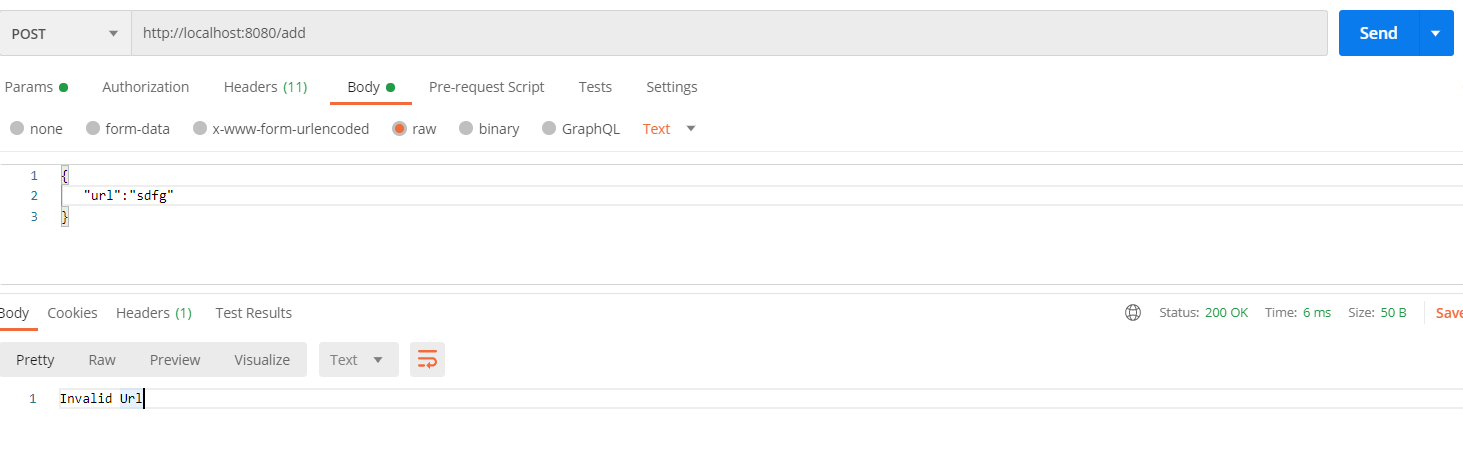 POST http://localhost:8080/add Send
Params Authorization Headers (11) Body Pre-request Script Tests Settings
none form-data x-www-form-urlencoded raw binary GraphQL Text
1 {
2 "url":"sdfg"
3 }
Body Cookies Headers (1) Test Results Status: 200 OK Time: 6 ms Size: 50 B Save
Pretty Raw Preview Visualize Text
1 Invalid Url